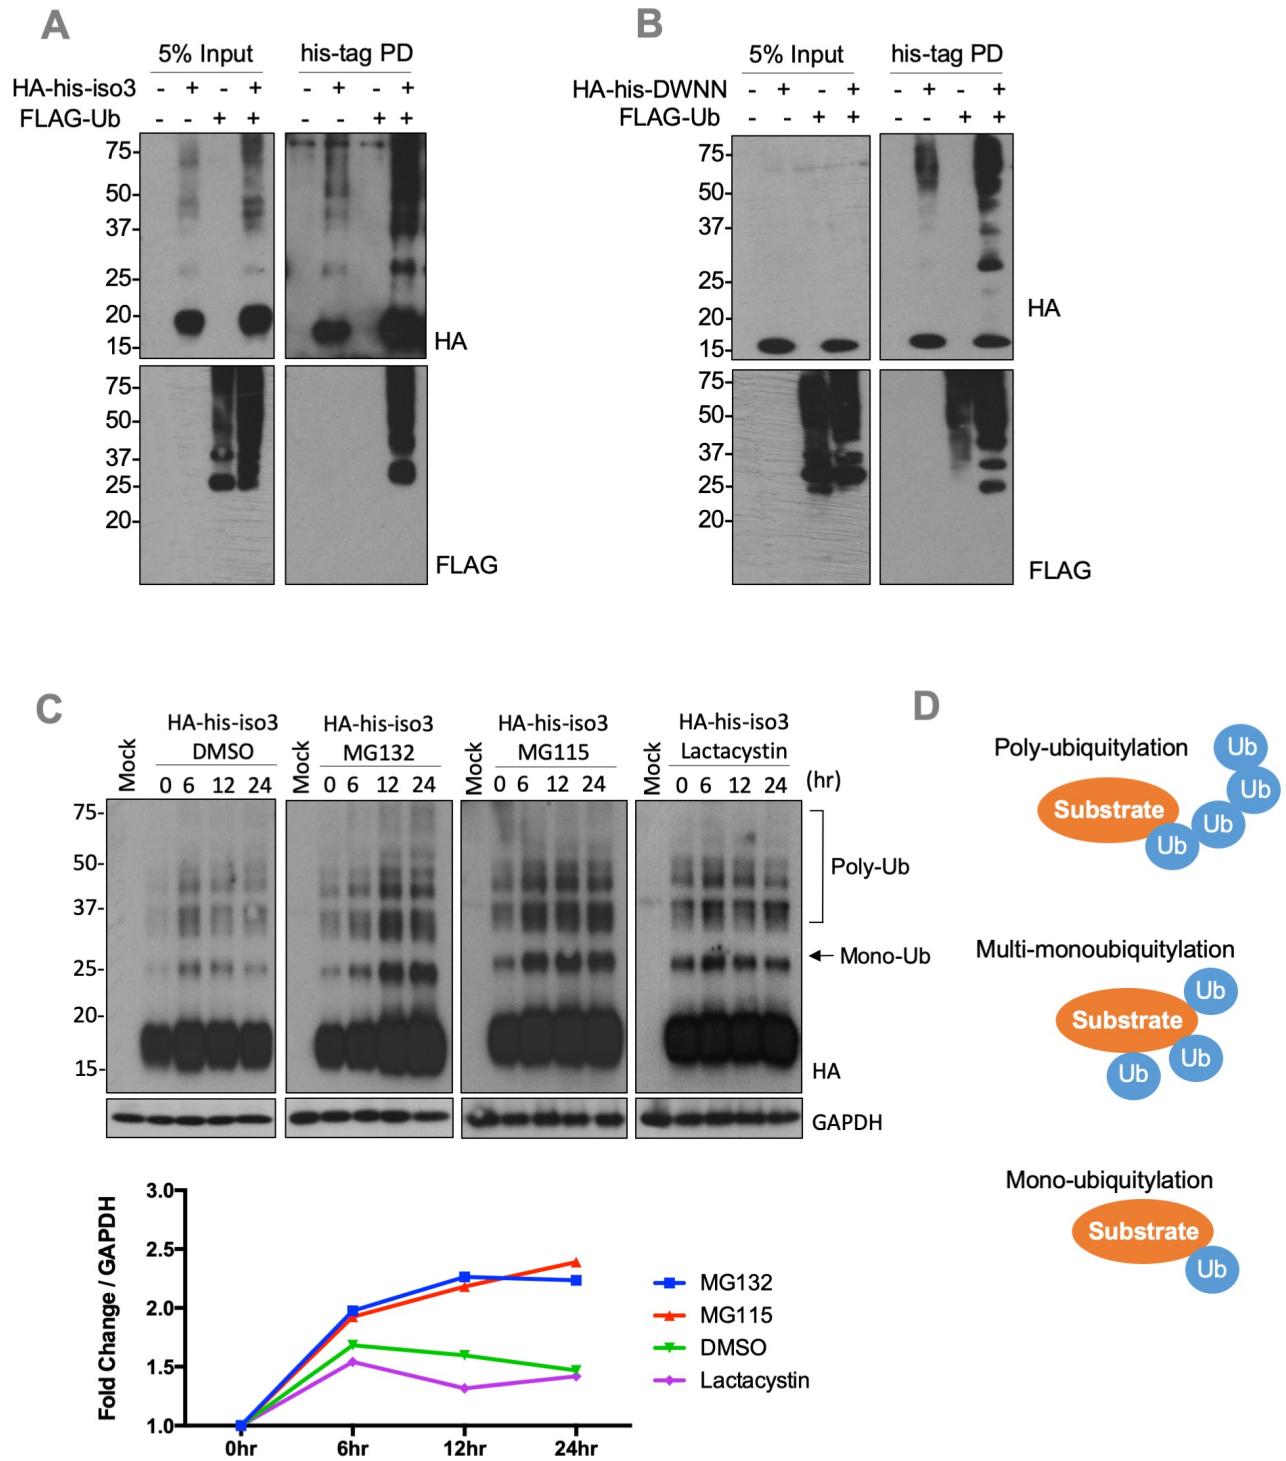 A
5% Input his-tag PD
HA-his-iso3 - + - + - + - +
FLAG-Ub - - + + - - + +
75-
50-
37-
25-
20-
15-
HA
75-
50-
37-
25-
20-
FLAG
B
5% Input his-tag PD
HA-his-DWNN - + - + - + - +
FLAG-Ub - - + + - - + +
75-
50-
37-
25-
20-
15-
HA
75-
50-
37-
25-
20-
FLAG
C
Mock HA-his-iso3 DMSO 0 6 12 24
Mock HA-his-iso3 MG132 0 6 12 24
Mock HA-his-iso3 MG115 0 6 12 24
Mock HA-his-iso3 Lactacystin 0 6 12 24 (hr)
75-
50-
37-
25-
20-
15-
Poly-Ub
Mono-Ub
HA
GAPDH
Fold Change / GAPDH
3.0
2.5
2.0
1.5
1.0
0hr 6hr 12hr 24hr
MG132
MG115
DMSO
Lactacystin
D
Poly-ubiquitylation
Substrate
Ub
Ub
Ub
Ub
Multi-monoubiquitylation
Substrate
Ub
Ub
Ub
Mono-ubiquitylation
Substrate
Ub